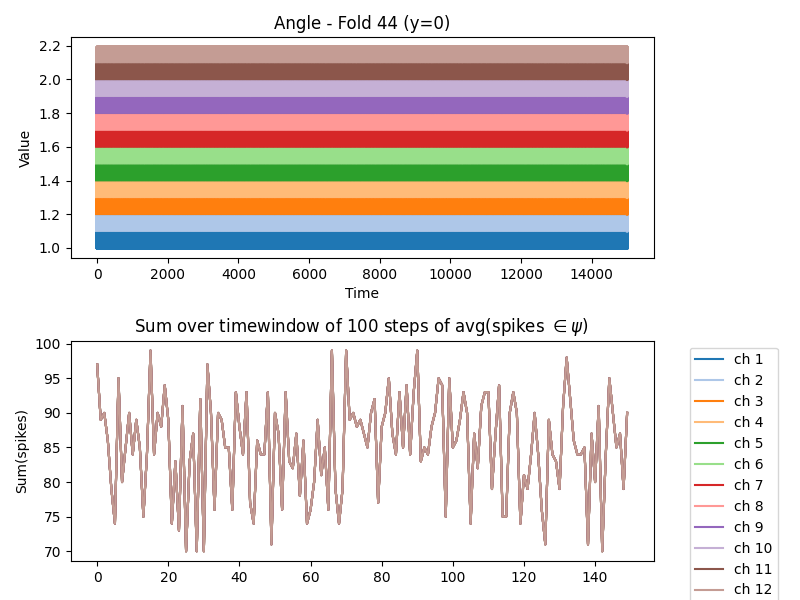 Angle - Fold 44 (y=0)
2.2
2.0
1.8
1.6
1.4
1.2
1.0
Value
0 2000 4000 6000 8000 10000 12000 14000
Time
Sum over timewindow of 100 steps of avg(spikes ∈ ψ)
100
95
90
85
80
75
70
Sum(spikes)
0 20 40 60 80 100 120 140
ch 1
ch 2
ch 3
ch 4
ch 5
ch 6
ch 7
ch 8
ch 9
ch 10
ch 11
ch 12